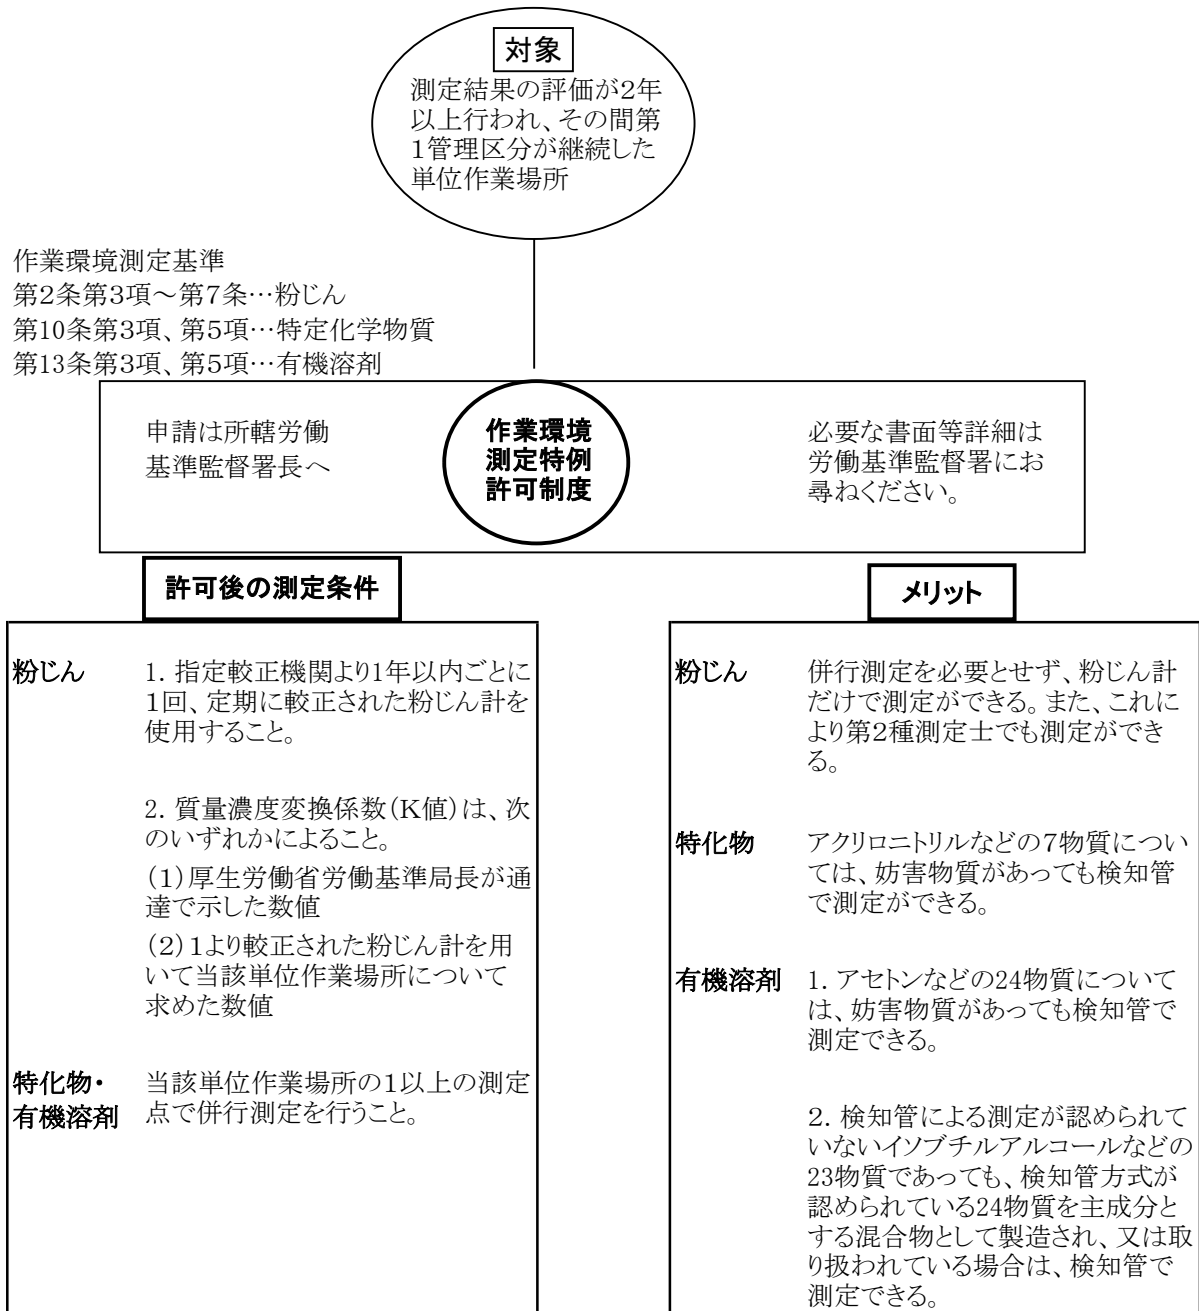 対象
測定結果の評価が2年
以上行われ、その間第
1管理区分が継続した
単位作業場所
作業環境測定基準
第2条第3項～第7条…粉じん
第10条第3項、第5項…特定化学物質
第13条第3項、第5項…有機溶剤
申請は所轄労働
基準監督署長へ
作業環境
測定特例
許可制度
必要な書面等詳細は
労働基準監督署にお
尋ねください。
許可後の測定条件
粉じん
1．指定較正機関より1年以内ごとに
1回、定期に較正された粉じん計を
使用すること。
2．質量濃度変換係数（K値）は、次
のいずれかによること。
（1）厚生労働省労働基準局長が通
達で示した数値
（2）1より較正された粉じん計を用
いて当該単位作業場所について
求めた数値
特化物・
有機溶剤
当該単位作業場所の1以上の測定
点で併行測定を行うこと。
メリット
粉じん
併行測定を必要とせず、粉じん計
だけで測定ができる。また、これに
より第2種測定士でも測定ができ
る。
特化物
アクリロニトリルなどの7物質につい
ては、妨害物質があっても検知管
で測定ができる。
有機溶剤
1．アセトンなどの24物質について
は、妨害物質があっても検知管で
測定できる。
2．検知管による測定が認められて
いないイソブチルアルコールなどの
23物質であっても、検知管方式が
認められている24物質を主成分と
する混合物として製造され、又は取
り扱われている場合は、検知管で
測定できる。